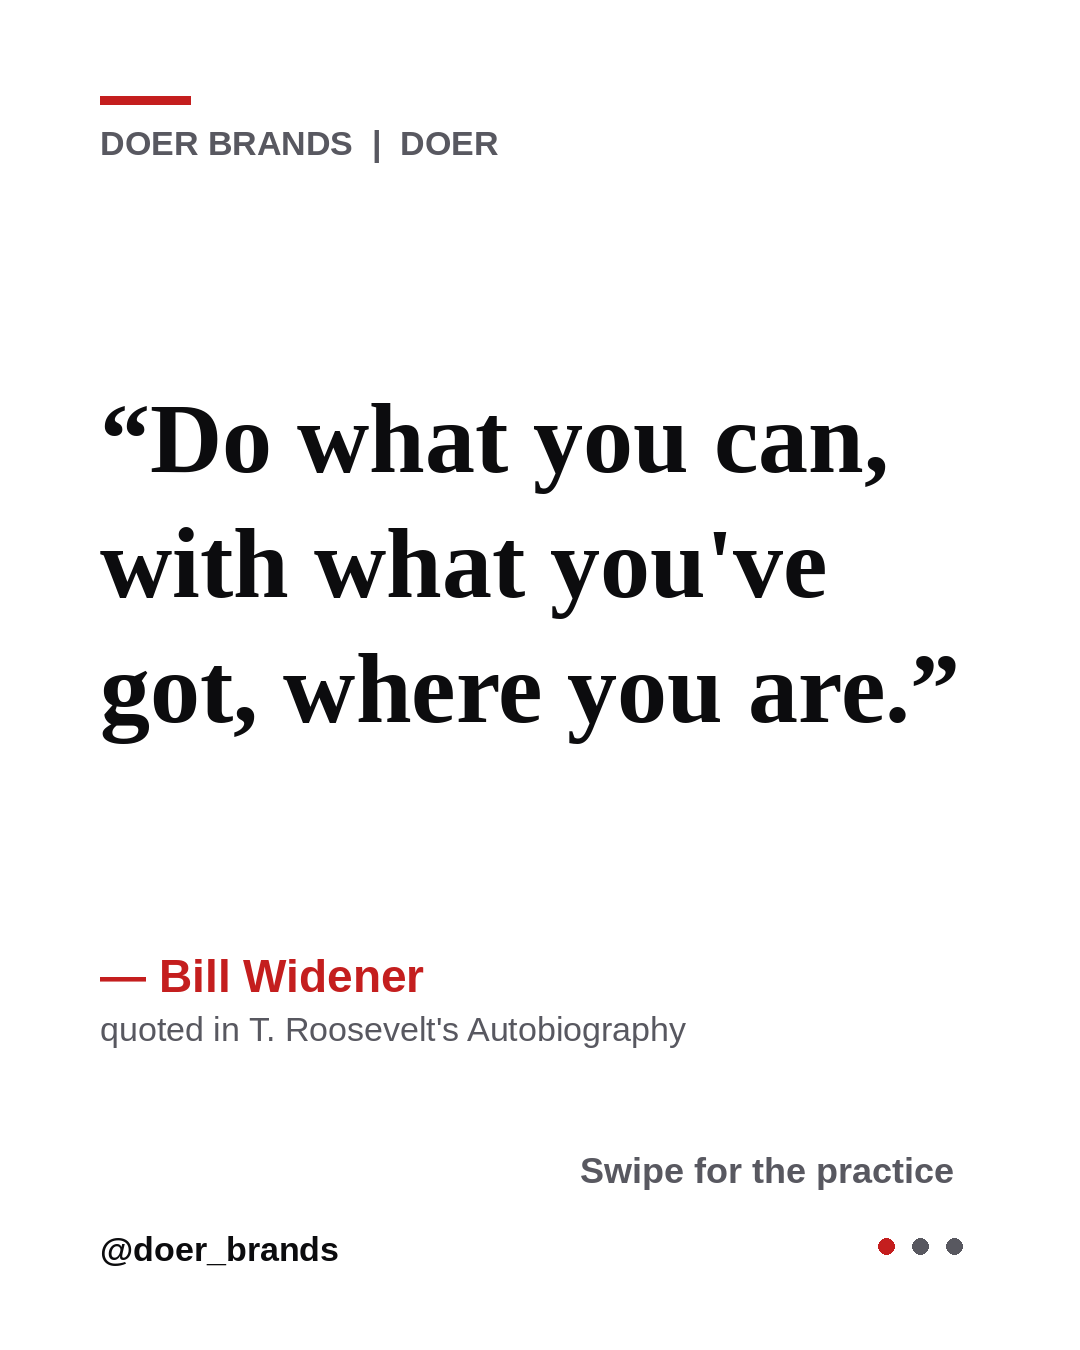 DOER BRANDS | DOER
“Do what you can,
with what you've
got, where you are.”
— Bill Widener
quoted in T. Roosevelt's Autobiography
Swipe for the practice
@doer_brands